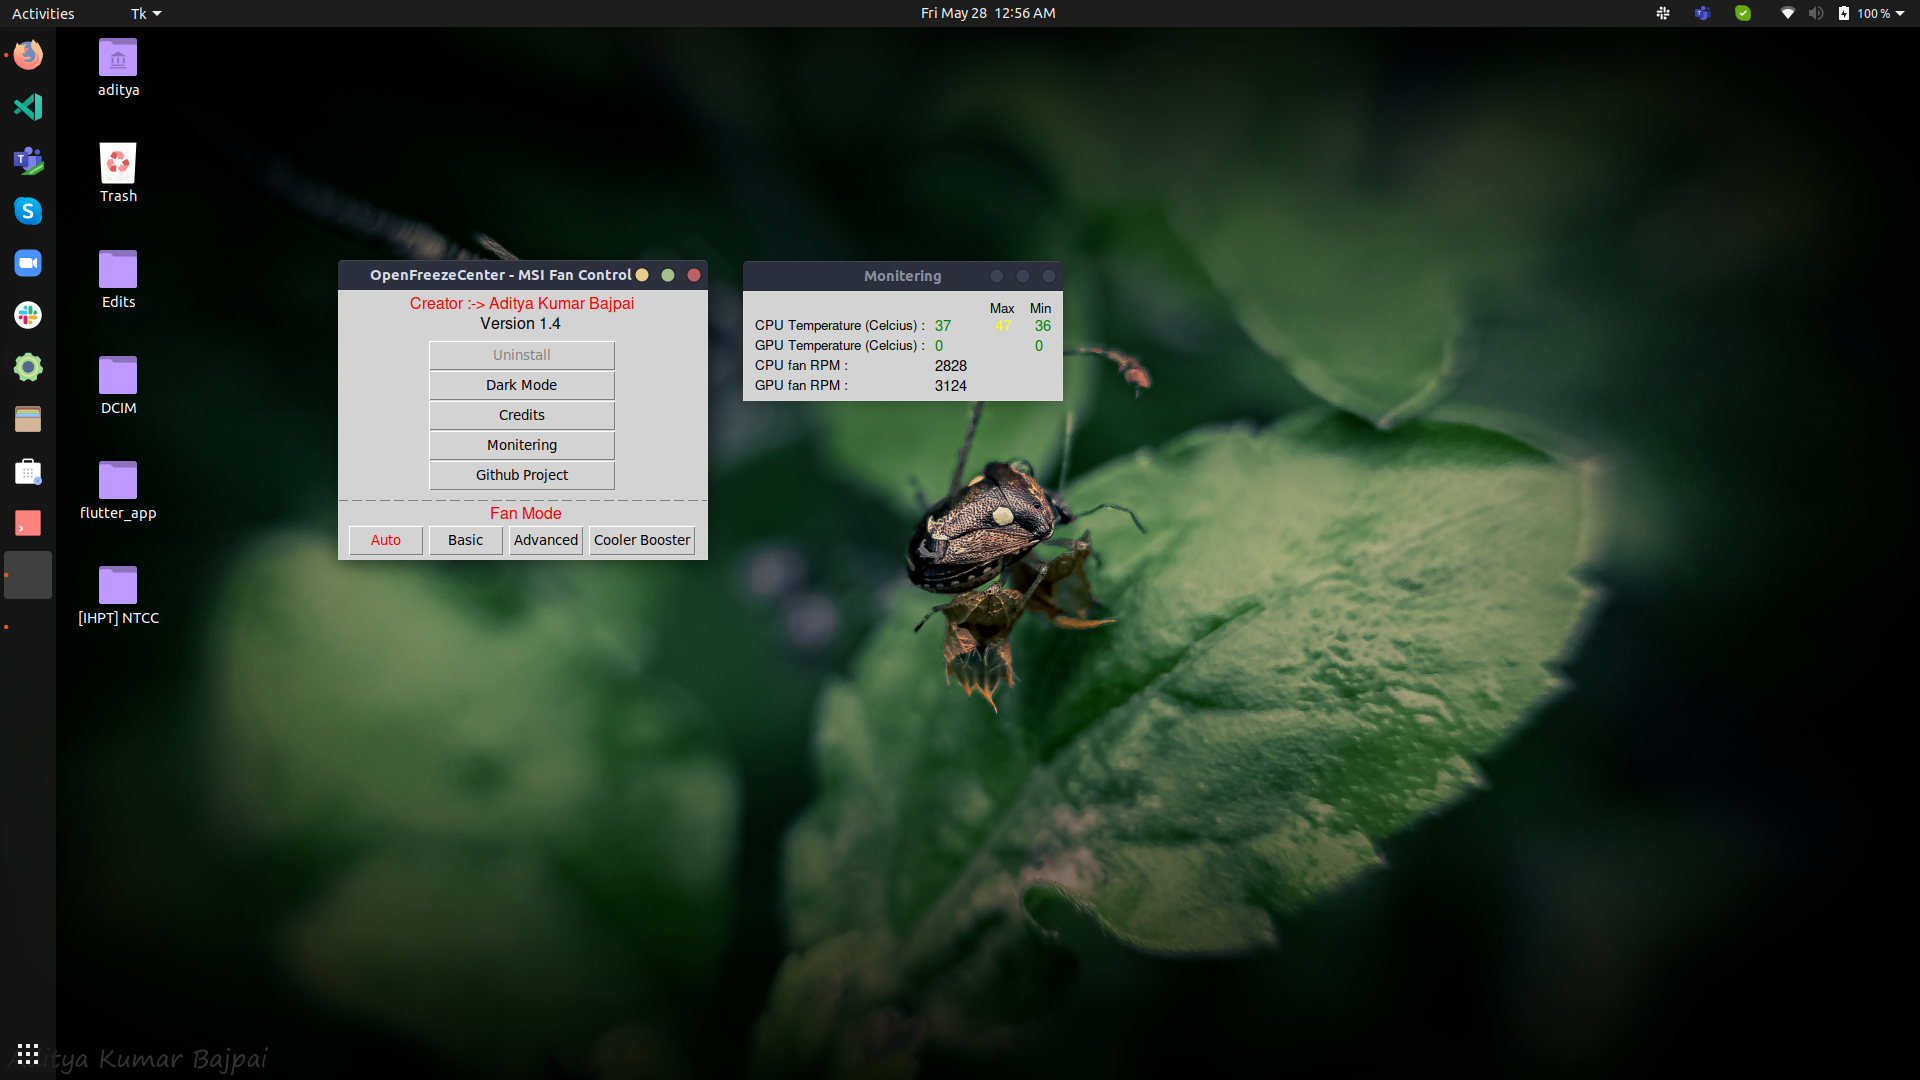 Activities
Tk
Fri May 28 12:56 AM
100 %
aditya
Trash
Edits
DCIM
flutter_app
[IHPT] NTCC
OpenFreezeCenter - MSI Fan Control
Creator :-> Aditya Kumar Bajpai
Version 1.4
Uninstall
Dark Mode
Credits
Monitering
Github Project
Fan Mode
Auto Basic Advanced Cooler Booster
Monitering
Max Min
CPU Temperature (Celcius) : 37 47 36
GPU Temperature (Celcius) : 0 0
CPU fan RPM : 2828
GPU fan RPM : 3124
Kumar Bajpai